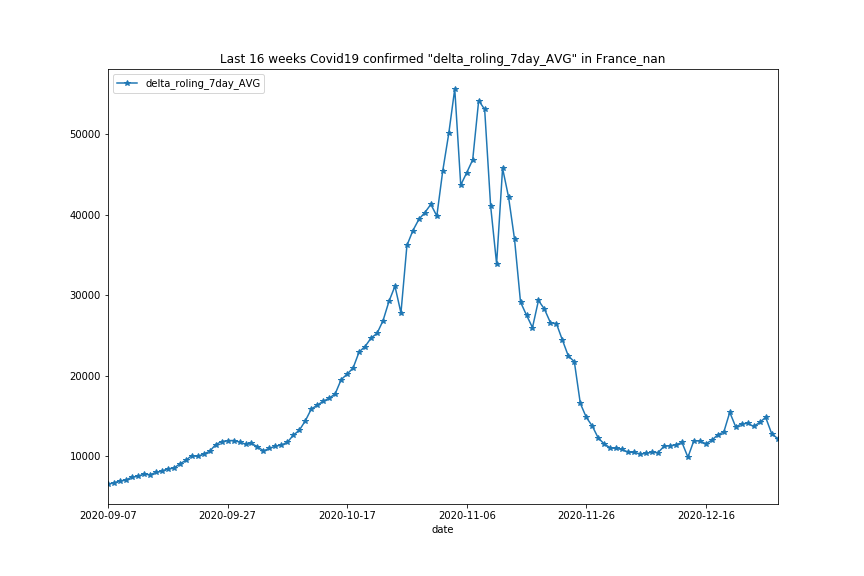 Last 16 weeks Covid19 confirmed "delta_roling_7day_AVG" in France_nan
delta_roling_7day_AVG
50000
40000
30000
20000
10000
2020-09-07 2020-09-27 2020-10-17 2020-11-06 2020-11-26 2020-12-16
date